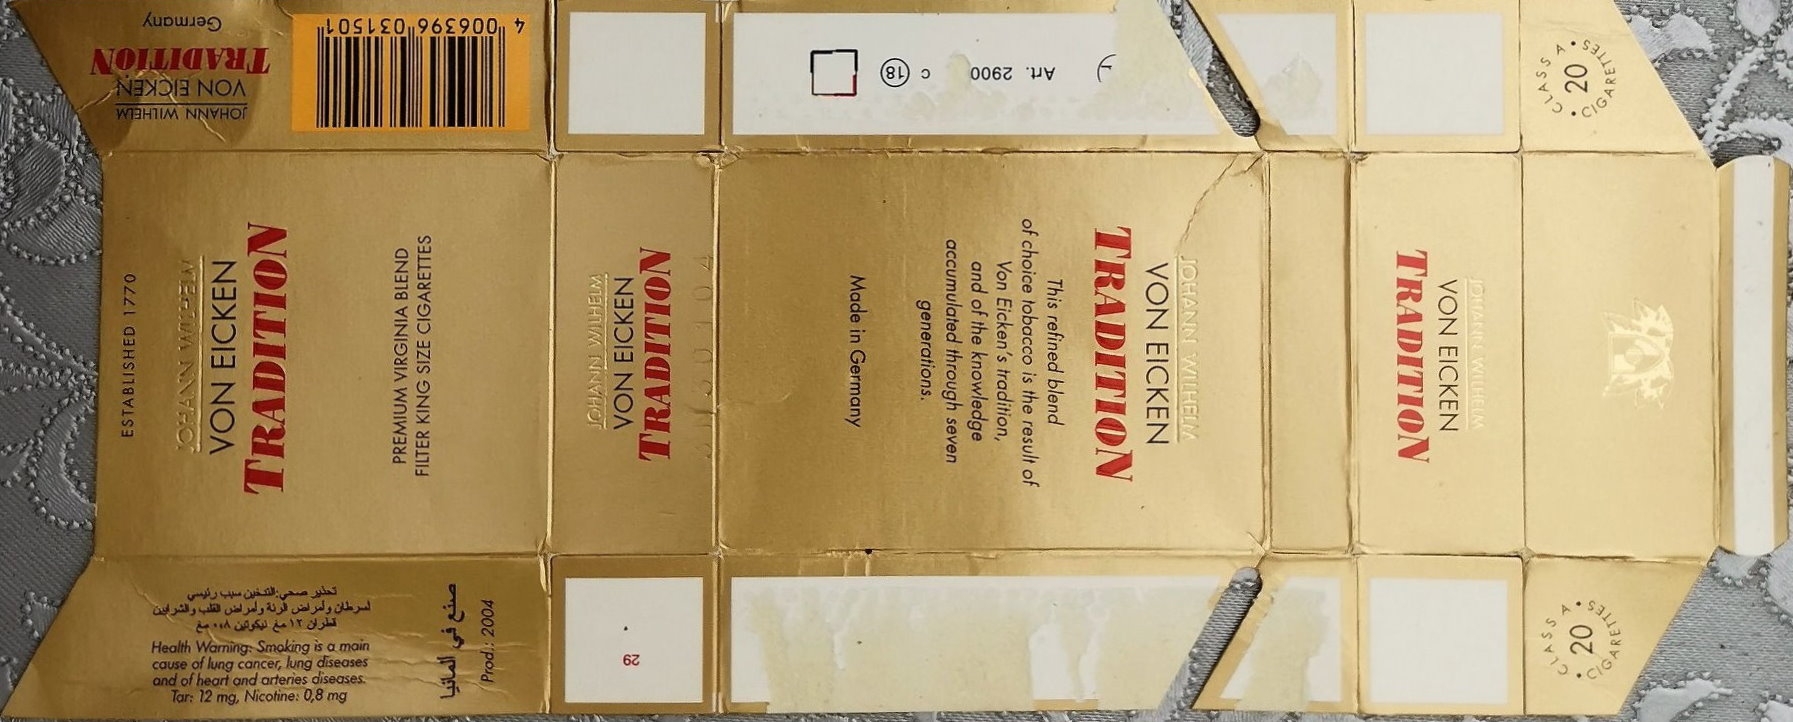 Germany
TRADITION
VON EICKEN
JOHANN WILHELM
4 006396 031501
Art. 2900 c 18
CLASS A
20
CIGARETTES
ESTABLISHED 1770
JOHANN WILHELM
VON EICKEN
TRADITION
PREMIUM VIRGINIA BLEND
FILTER KING SIZE CIGARETTES
JOHANN WILHELM
VON EICKEN
TRADITION
JOHANN WILHELM
VON EICKEN
TRADITION
This refined blend
of choice tobacco is the result of
Von Eicken's tradition,
and of the knowledge
accumulated through seven
generations.
Made in Germany
JOHANN WILHELM
VON EICKEN
TRADITION
تحذير صحي: التدخين سبب رئيسي
لسرطان وأمراض الرئة وأمراض القلب والشرايين
قطران ١٢ مغ نيكوتين ٠،٨ مغ
Health Warning: Smoking is a main
cause of lung cancer, lung diseases
and of heart and arteries diseases.
Tar: 12 mg, Nicotine: 0,8 mg
صنع في المانيا
Prod.: 2004
29
CLASS A
20
CIGARETTES